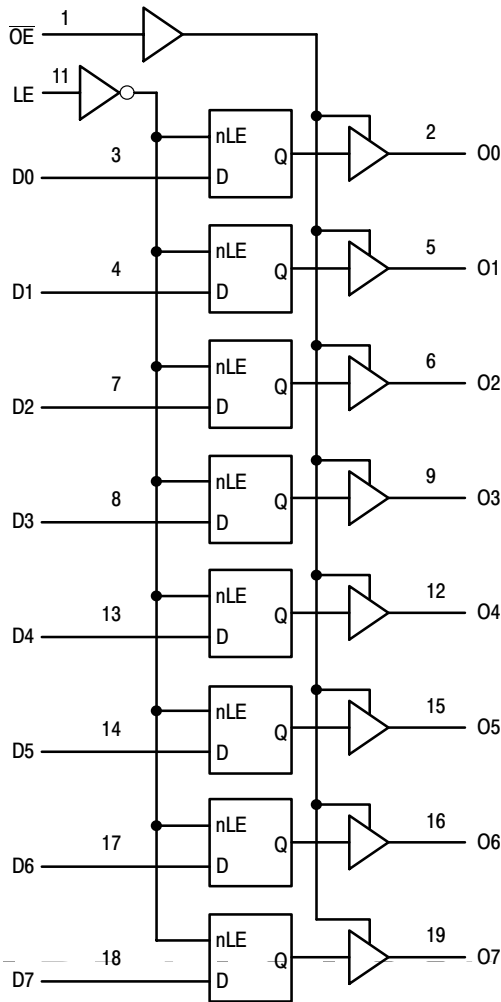 O̅E̅ 1
LE 11
nLE
3 Q 2 O0
D0 D
nLE
4 Q 5 O1
D1 D
nLE
7 Q 6 O2
D2 D
nLE
8 Q 9 O3
D3 D
nLE
13 Q 12 O4
D4 D
nLE
14 Q 15 O5
D5 D
nLE
17 Q 16 O6
D6 D
nLE
18 Q 19 O7
D7 D